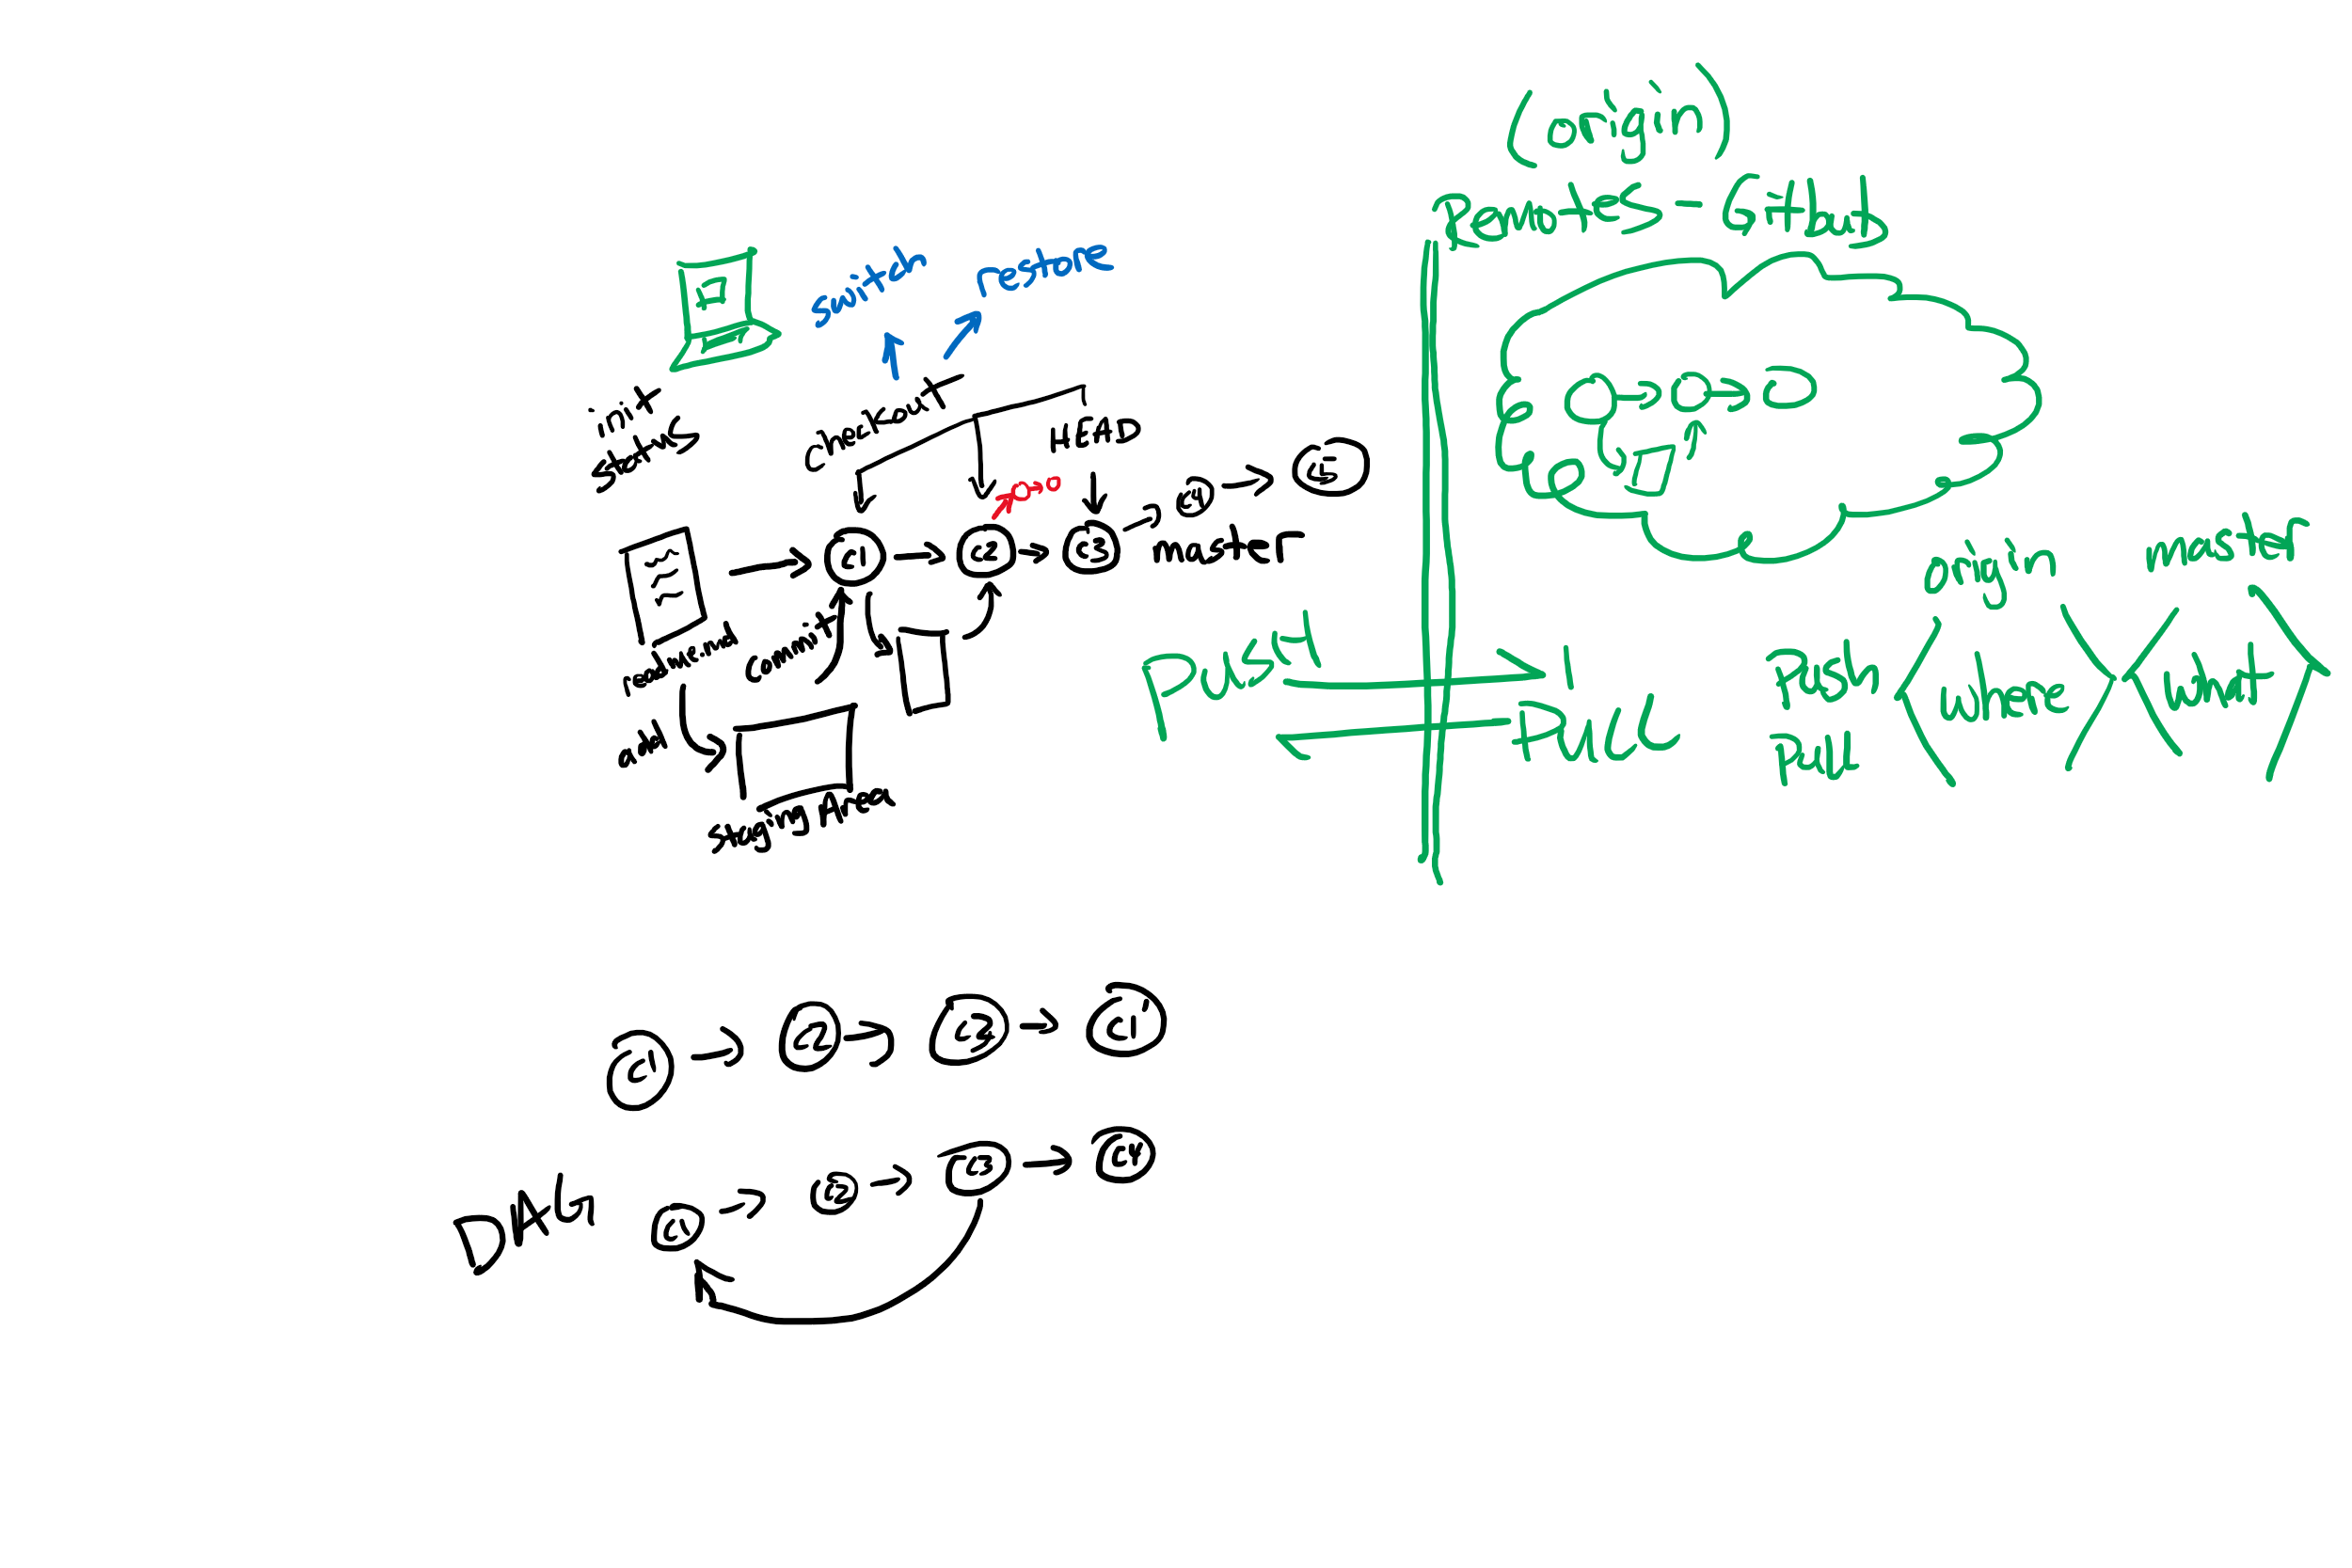 (origin)
Remotes - GitHub
switch
restore
init
status
checkout
HEAD
C1
C2
C3
C4
C5
master
readme.md
commit
add
staging Area
PUSH
PULL
origin
master
Push
Pull
(where)
(what)
C1
C2
C3
C1'
DAG
C1
C2
C3
C4